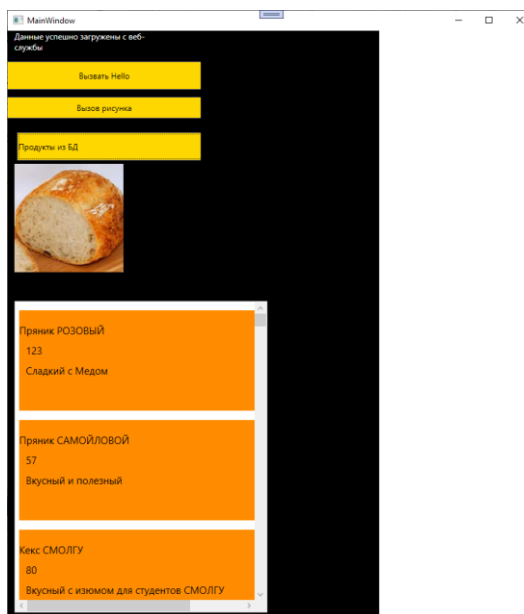 MainWindow
Данные успешно загружены с веб-
службы
Вызвать Hello
Вызов рисунка
Продукты из БД
Пряник РОЗОВЫЙ
123
Сладкий с Медом
Пряник САМОЙЛОВОЙ
57
Вкусный и полезный
Кекс СМОЛГУ
80
Вкусный с изюмом для студентов СМОЛГУ